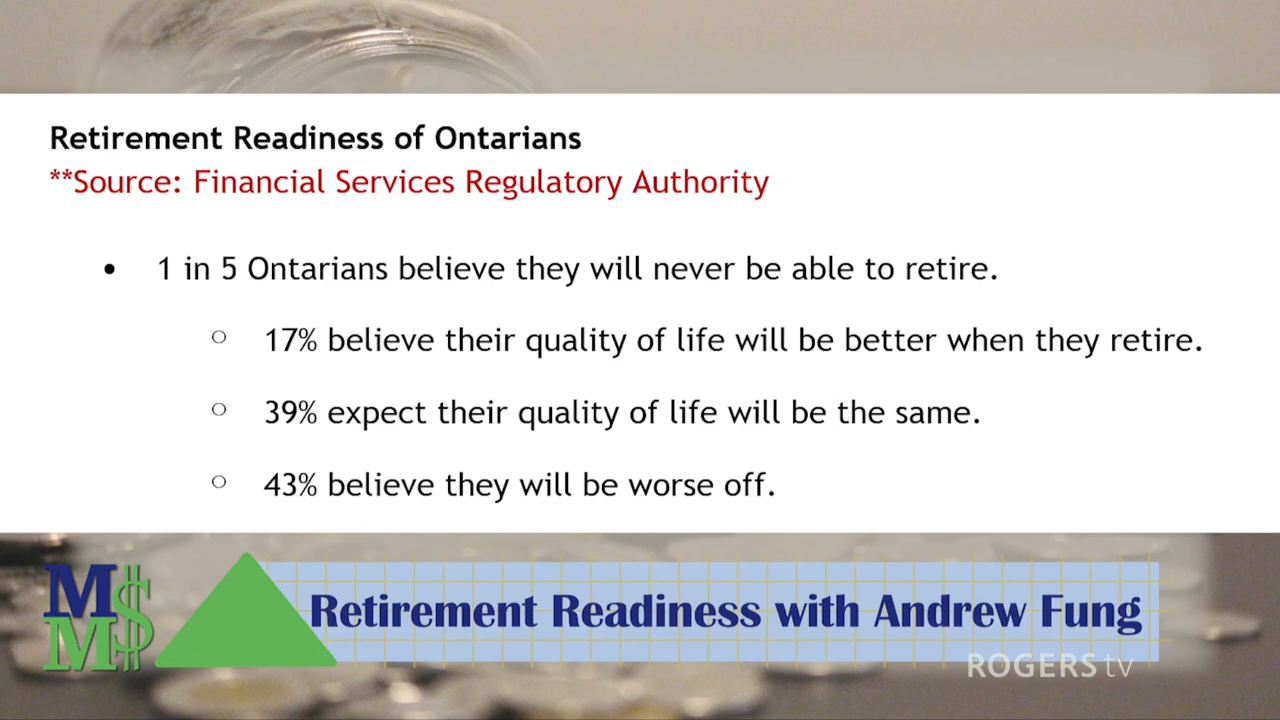 Retirement Readiness of Ontarians
**Source: Financial Services Regulatory Authority
• 1 in 5 Ontarians believe they will never be able to retire.
○ 17% believe their quality of life will be better when they retire.
○ 39% expect their quality of life will be the same.
○ 43% believe they will be worse off.
M$
M
Retirement Readiness with Andrew Fung
ROGERS tv